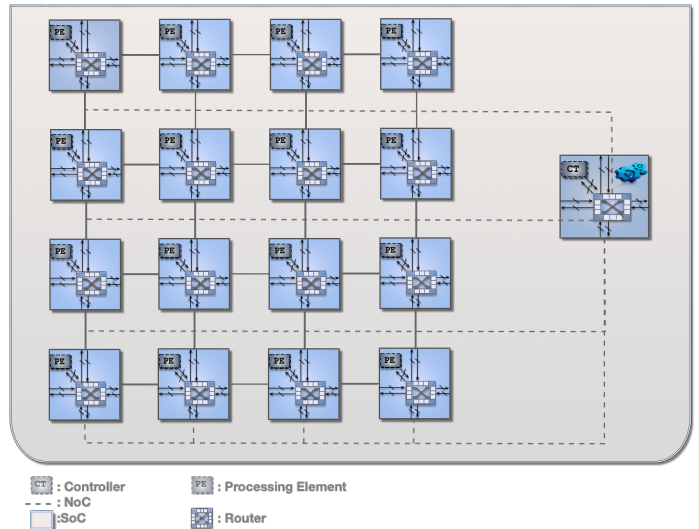 PE PE PE PE
PE PE PE PE
CT
PE PE PE PE
PE PE PE PE
CT : Controller PE : Processing Element
: NoC
:SoC : Router